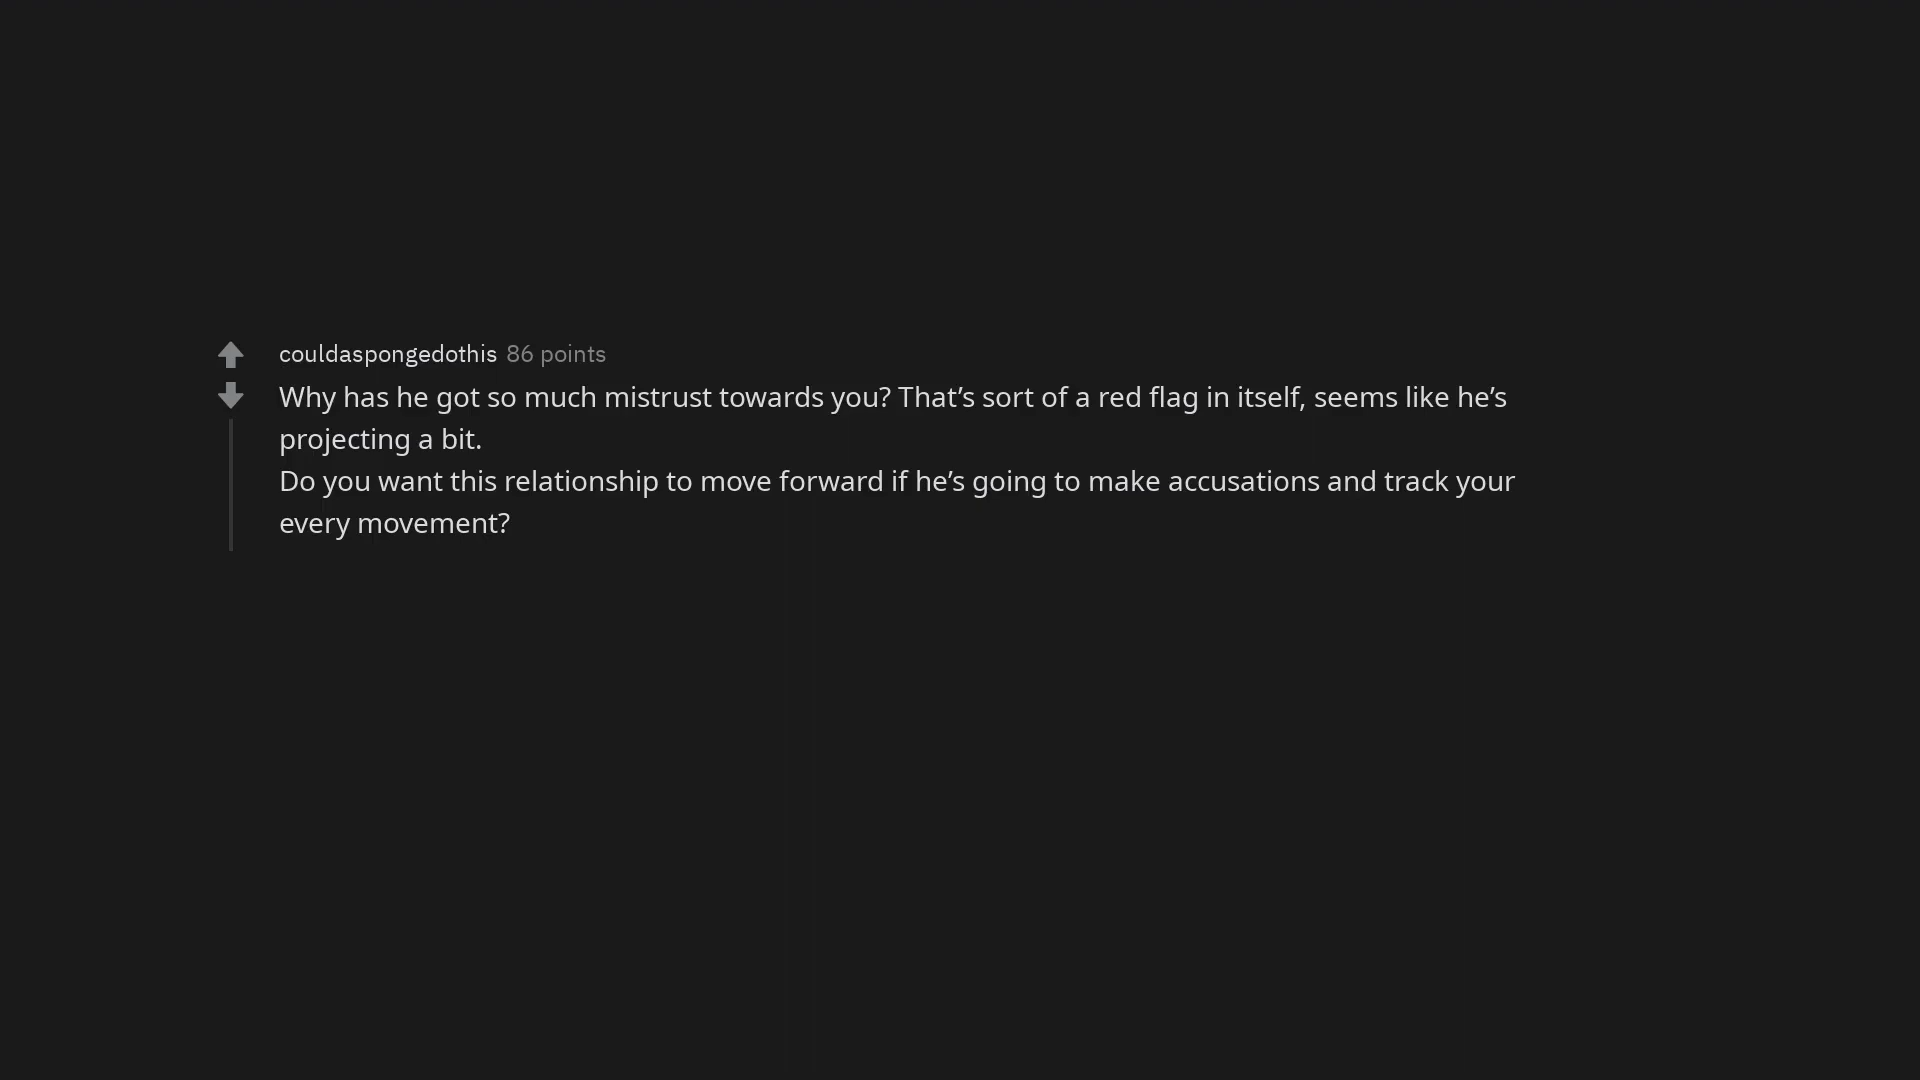 couldaspongedothis 86 points
Why has he got so much mistrust towards you? That’s sort of a red flag in itself, seems like he’s
projecting a bit.
Do you want this relationship to move forward if he’s going to make accusations and track your
every movement?